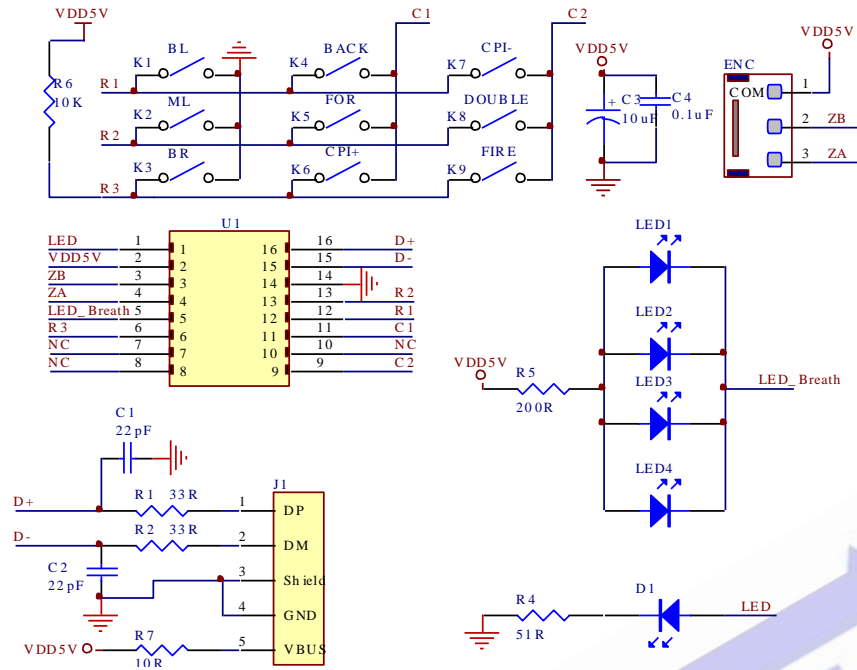 VDD5V
R6
10K
K1 BL
K2 ML
K3 BR
R1
R2
R3
K4 BACK
K5 FOR
K6 CPI+
C1
K7 CPI-
K8 DOUBLE
K9 FIRE
C2
VDD5V
C3
10uF
+
C4
0.1uF
ENC
COM
VDD5V
1
2 ZB
3 ZA
U1
LED 1 1 16 16 D+
VDD5V 2 2 15 15 D-
ZB 3 3 14 14
ZA 4 4 13 13 R2
LED_Breath 5 5 12 12 R1
R3 6 6 11 11 C1
NC 7 7 10 10 NC
NC 8 8 9 9 C2
LED1
LED2
LED3
LED4
VDD5V
R5
200R
LED_Breath
C1
22pF
D+
D-
R1 33R
R2 33R
C2
22pF
J1
1 DP
2 DM
3 Shield
4 GND
5 VBUS
VDD5V
R7
10R
R4
51R
D1
LED